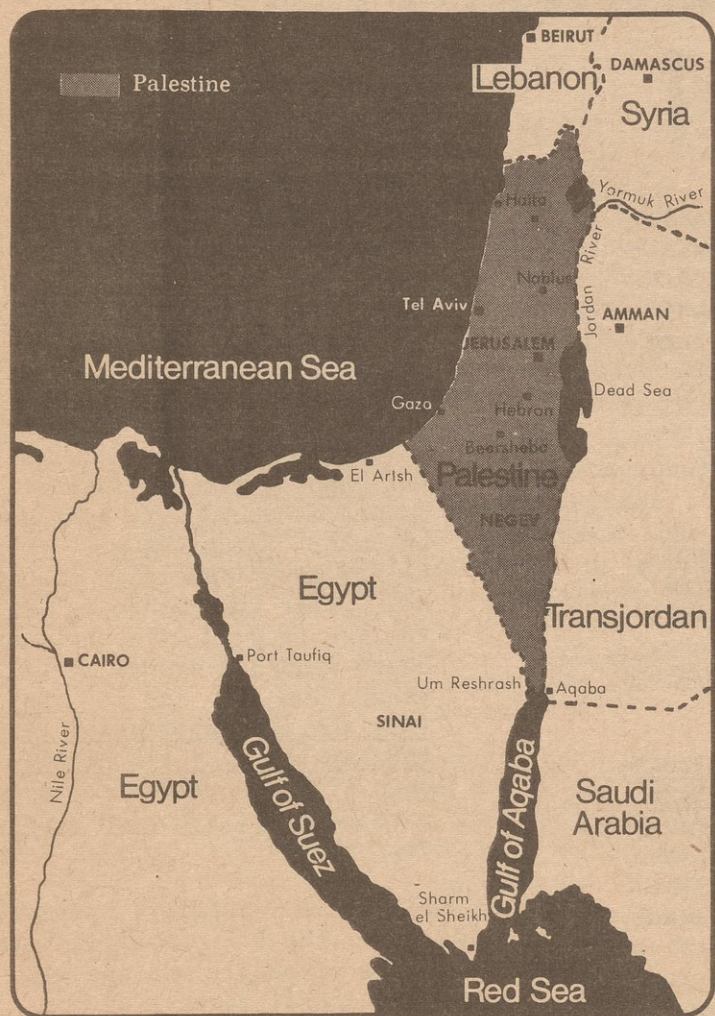 BEIRUT
Lebanon
DAMASCUS
Syria
Palestine
Yarmuk River
Haifa
Jordan River
Nablus
Tel Aviv
AMMAN
JERUSALEM
Mediterranean Sea
Dead Sea
Gaza
Hebron
Beersheba
El Arish
Palestine
NEGEV
Egypt
Transjordan
CAIRO
Port Taufiq
Um Reshrash
Aqaba
SINAI
Nile River
Egypt
Gulf of Suez
Gulf of Aqaba
Saudi
Arabia
Sharm
el Sheikh
Red Sea